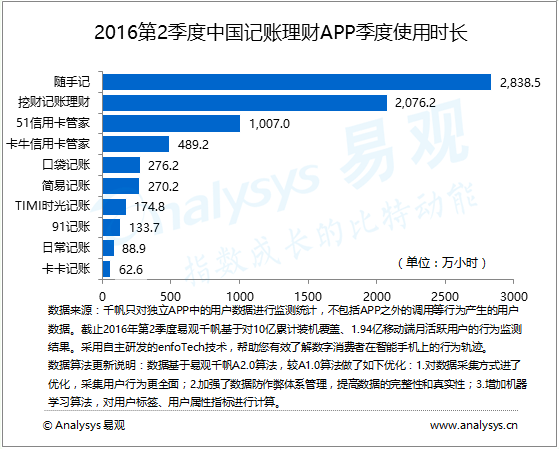 2016第2季度中国记账理财APP季度使用时长
随手记 2,838.5
挖财记账理财 2,076.2
51信用卡管家 1,007.0
卡牛信用卡管家 489.2
口袋记账 276.2
简易记账 270.2
TIMI时光记账 174.8
91记账 133.7
日常记账 88.9
卡卡记账 62.6
Analysys 易观
指数成长的比特动能
（单位：万小时）
0 500 1000 1500 2000 2500 3000
数据来源：千帆只对独立APP中的用户数据进行监测统计，不包括APP之外的调用等行为产生的用户
数据。截止2016年第2季度易观千帆基于对10亿累计装机覆盖、1.94亿移动端月活跃用户的行为监测
结果。采用自主研发的enfoTech技术，帮助您有效了解数字消费者在智能手机上的行为轨迹。
数据算法更新说明：数据基于易观千帆A2.0算法，较A1.0算法做了如下优化：1.对数据采集方式进了
优化，采集用户行为更全面；2.加强了数据防作弊体系管理，提高数据的完整性和真实性；3.增加机器
学习算法，对用户标签、用户属性指标进行计算。
© Analysys 易观 www.analysys.cn